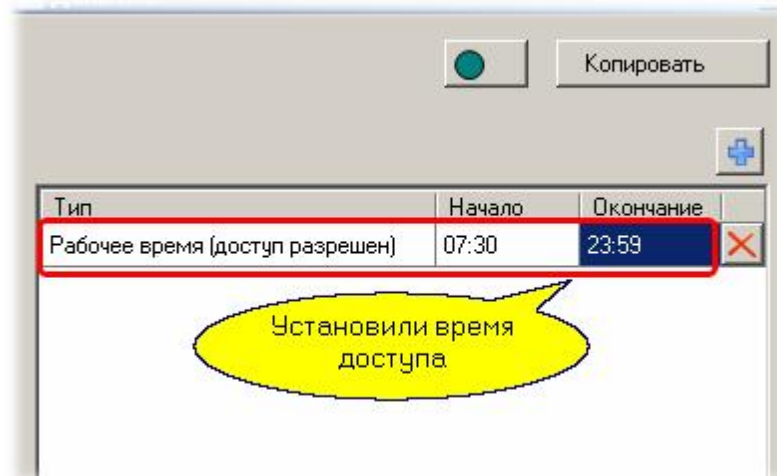 Копировать
Тип Начало Окончание
Рабочее время (доступ разрешен) 07:30 23:59
Установили время
доступа